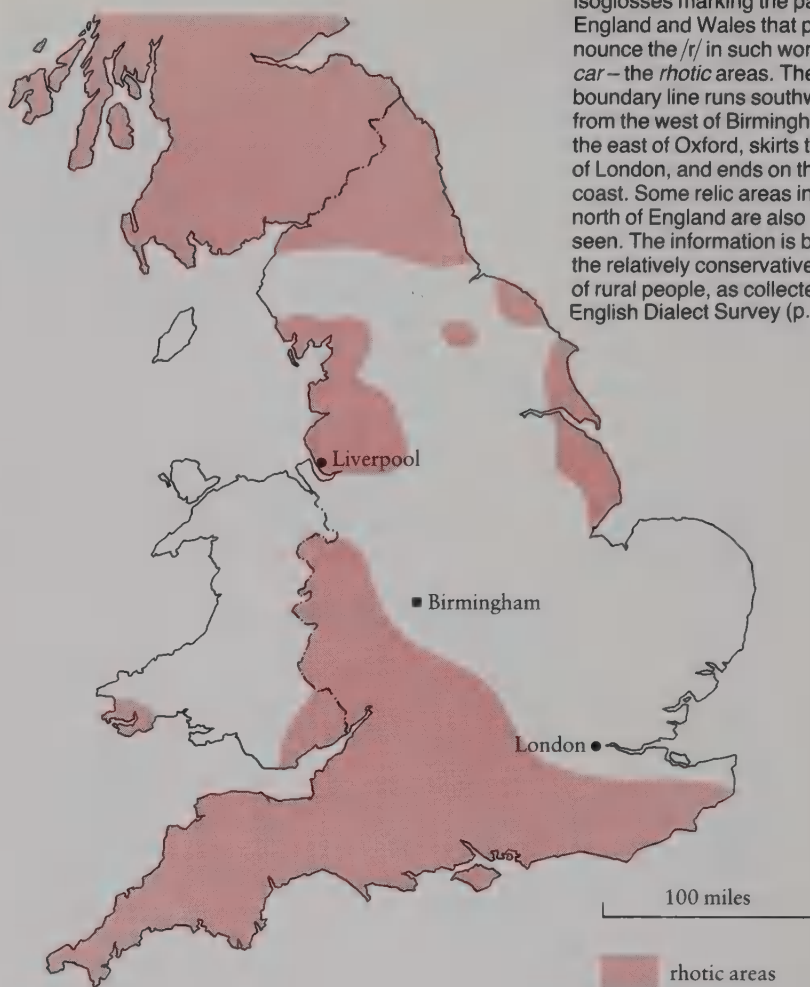 isoglosses marking the pa
England and Wales that p
nounce the /r/ in such wor
car – the rhotic areas. The
boundary line runs southw
from the west of Birmingh
the east of Oxford, skirts t
of London, and ends on th
coast. Some relic areas in
north of England are also
seen. The information is b
the relatively conservative
of rural people, as collecte
English Dialect Survey (p.
Liverpool
Birmingham
London
100 miles
rhotic areas